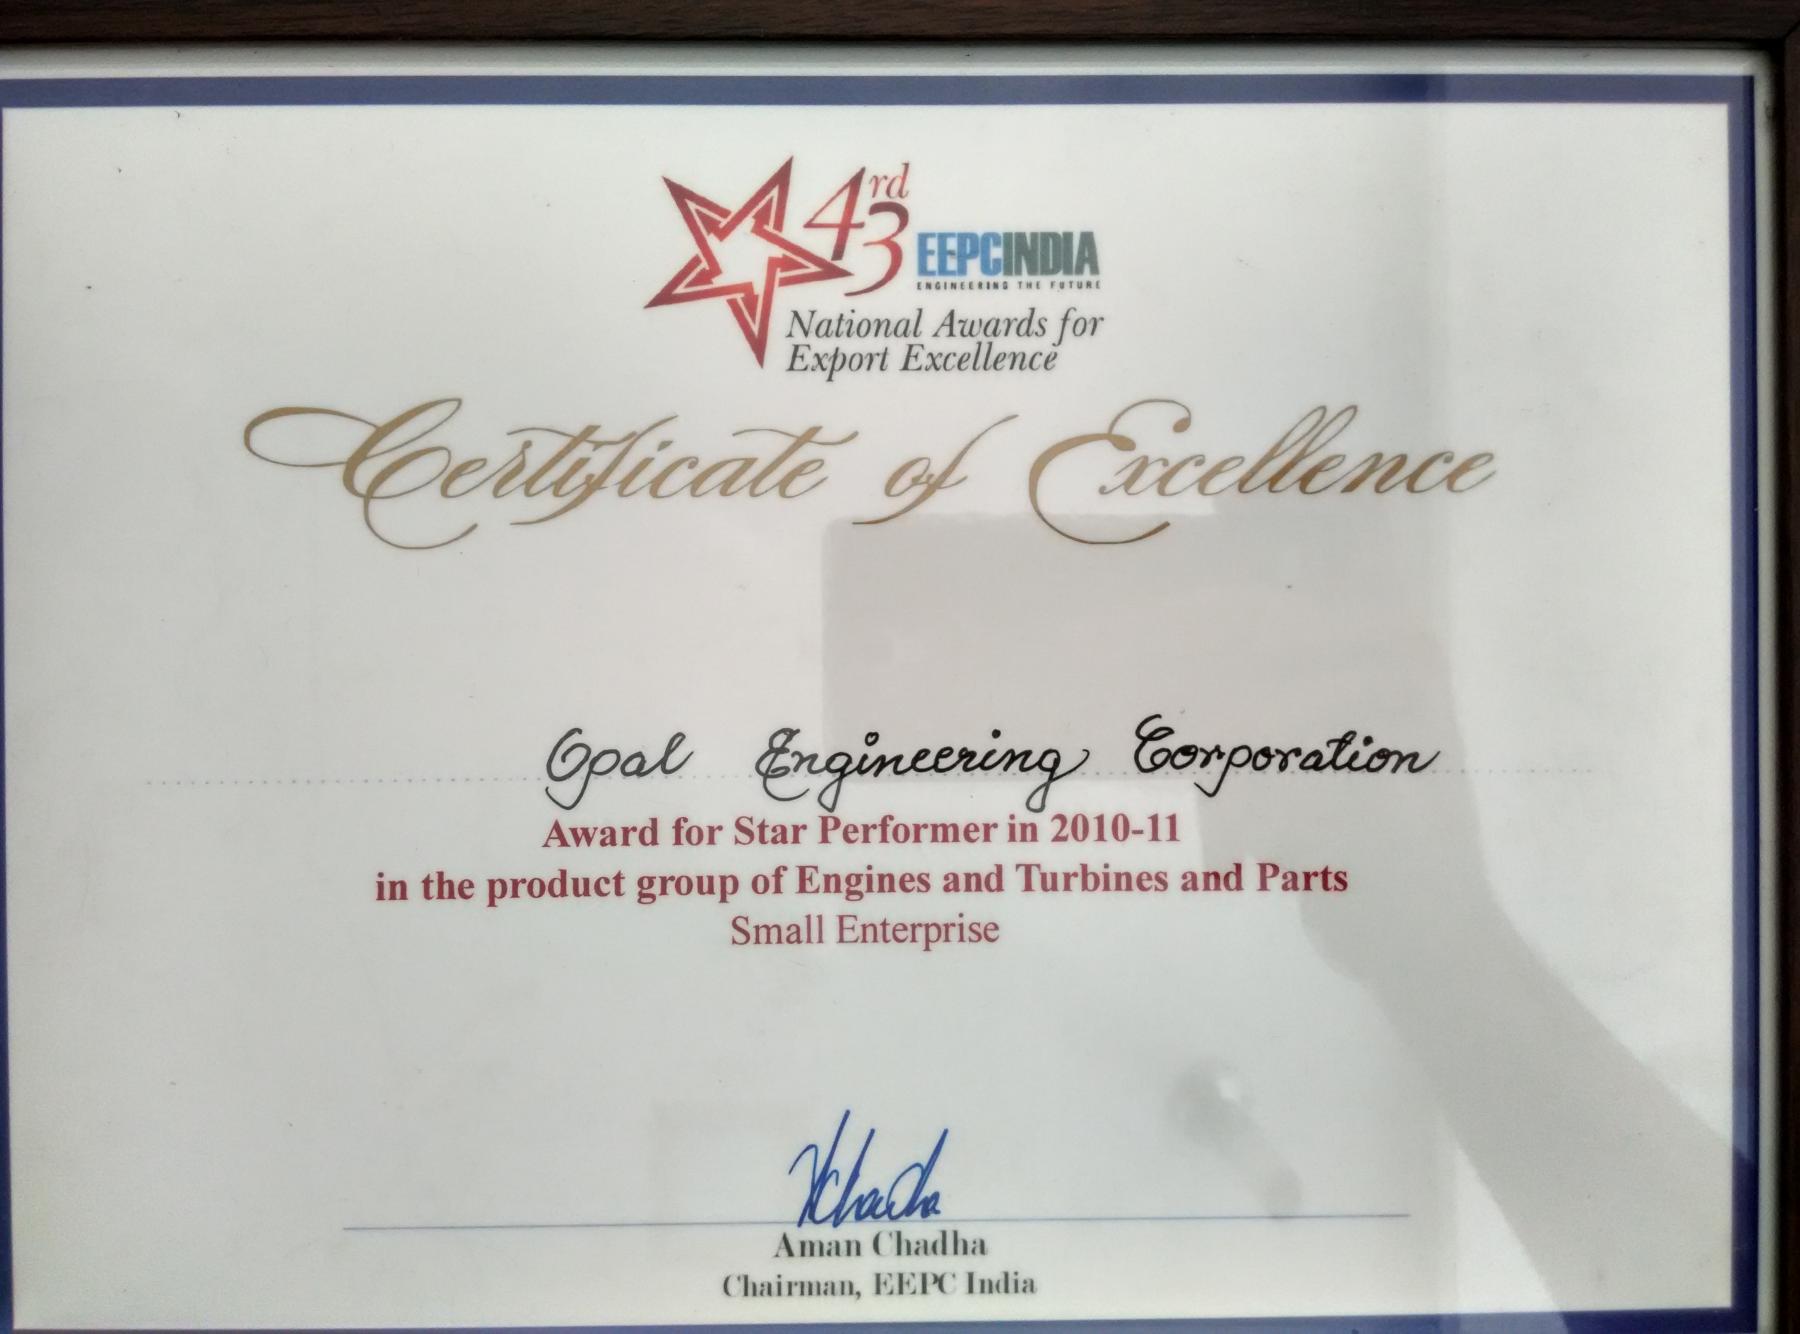 43rd
EEPCINDIA
ENGINEERING THE FUTURE
National Awards for
Export Excellence
Certificate of Excellence
Opal Engineering Corporation
Award for Star Performer in 2010-11
in the product group of Engines and Turbines and Parts
Small Enterprise
Aman Chadha
Chairman, EEPC India